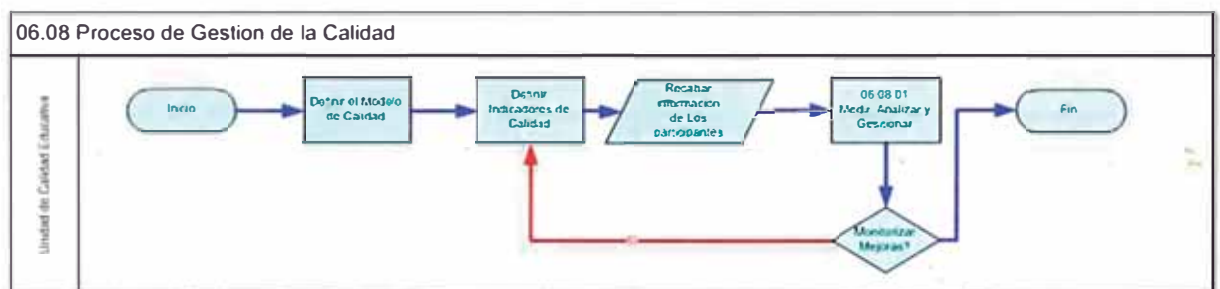 06.08 Proceso de Gestion de la Calidad
Unidad de Calidad Educativa
Inicio
Definir el Modelo
de Calidad
Definir
Indicadores de
Calidad
Recabar
informacion
de Los
participantes
06.08.01
Medir, Analizar y
Gestionar
Fin
Monitorizar
Mejoras?